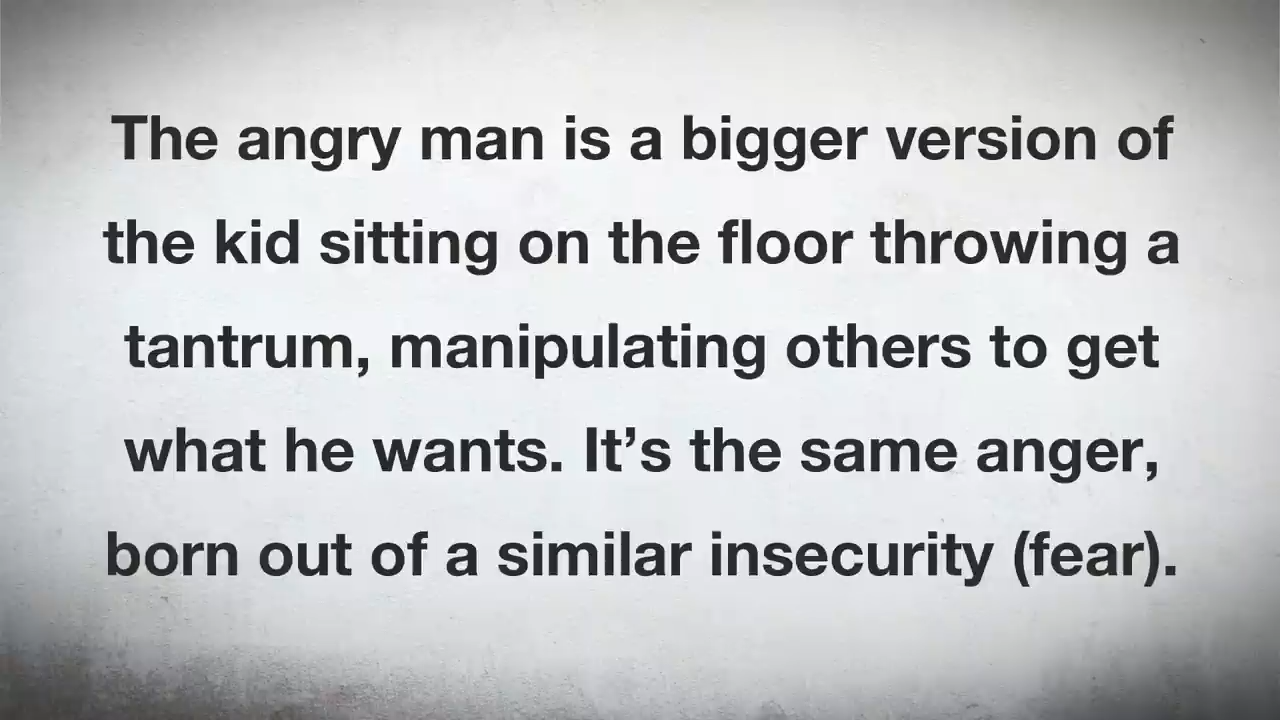 The angry man is a bigger version of
the kid sitting on the floor throwing a
tantrum, manipulating others to get
what he wants. It’s the same anger,
born out of a similar insecurity (fear).